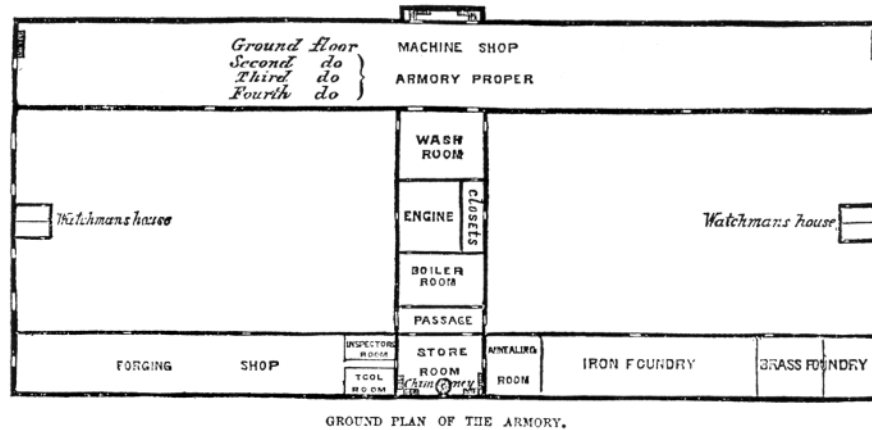 Ground floor MACHINE SHOP
Second do
Third do ARMORY PROPER
Fourth do
WASH
ROOM
ENGINE
closets
Watchmans house
Watchmans house
BOILER
ROOM
PASSAGE
FORGING SHOP
INSPECTORS
ROOM
TOOL
ROOM
STORE
ROOM
Chimney
ANNEALING
ROOM
IRON FOUNDRY
BRASS FOUNDRY
GROUND PLAN OF THE ARMORY.